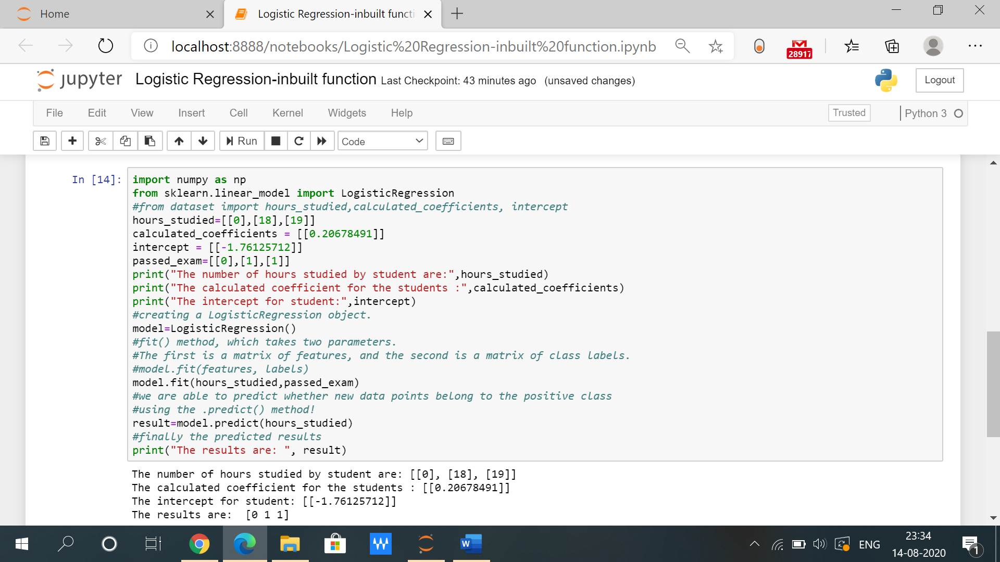 Home
Logistic Regression-inbuilt functi
localhost:8888/notebooks/Logistic%20Regression-inbuilt%20function.ipynb
28917
jupyter Logistic Regression-inbuilt function Last Checkpoint: 43 minutes ago (unsaved changes)
Logout
File Edit View Insert Cell Kernel Widgets Help
Trusted
Python 3
Run
Code
In [14]:
import numpy as np
from sklearn.linear_model import LogisticRegression
#from dataset import hours_studied,calculated_coefficients, intercept
hours_studied=[[0],[18],[19]]
calculated_coefficients = [[0.20678491]]
intercept = [[-1.76125712]]
passed_exam=[[0],[1],[1]]
print("The number of hours studied by student are:",hours_studied)
print("The calculated coefficient for the students :",calculated_coefficients)
print("The intercept for student:",intercept)
#creating a LogisticRegression object.
model=LogisticRegression()
#fit() method, which takes two parameters.
#The first is a matrix of features, and the second is a matrix of class labels.
#model.fit(features, labels)
model.fit(hours_studied,passed_exam)
#we are able to predict whether new data points belong to the positive class
#using the .predict() method!
result=model.predict(hours_studied)
#finally the predicted results
print("The results are: ", result)
The number of hours studied by student are: [[0], [18], [19]]
The calculated coefficient for the students : [[0.20678491]]
The intercept for student: [[-1.76125712]]
The results are:  [0 1 1]
W
ENG
23:34
14-08-2020
1